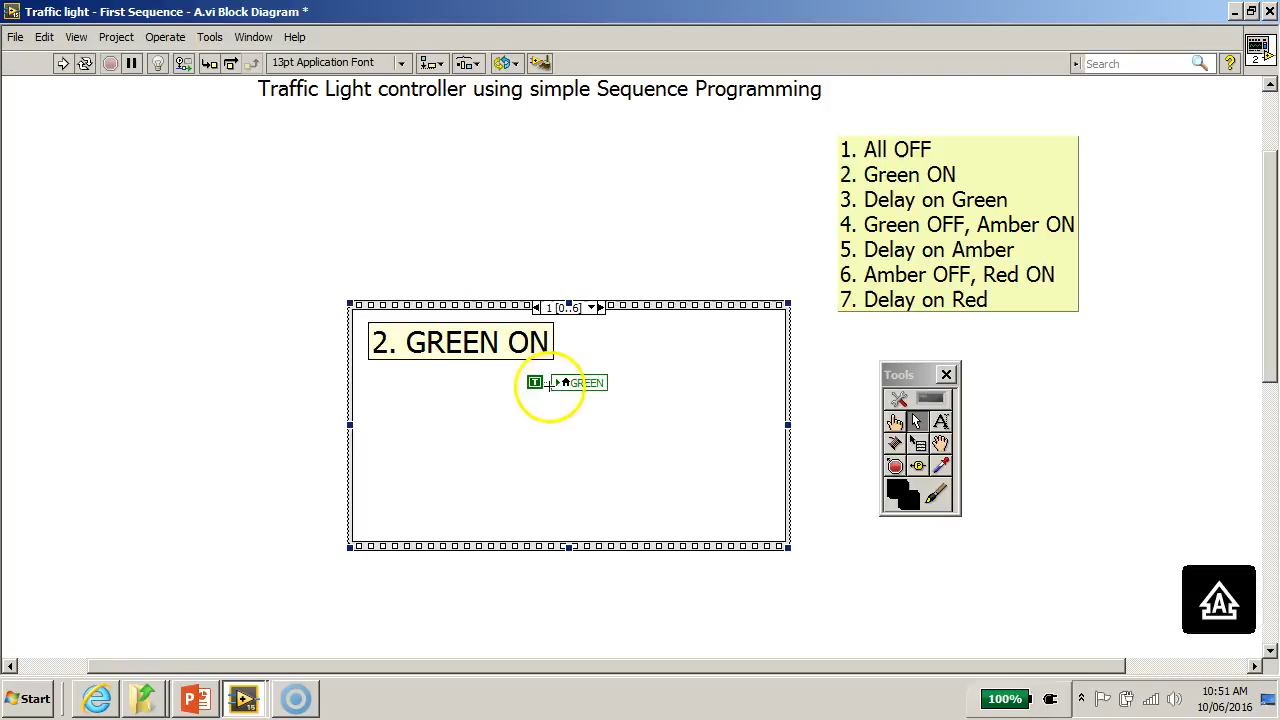 Traffic light - First Sequence - A.vi Block Diagram *
File Edit View Project Operate Tools Window Help
13pt Application Font
Search
2
Traffic Light controller using simple Sequence Programming
1. All OFF
2. Green ON
3. Delay on Green
4. Green OFF, Amber ON
5. Delay on Amber
6. Amber OFF, Red ON
7. Delay on Red
1 [0..6]
2. GREEN ON
T
GREEN
Tools
A
P
A
Start
100%
10:51 AM
10/06/2016